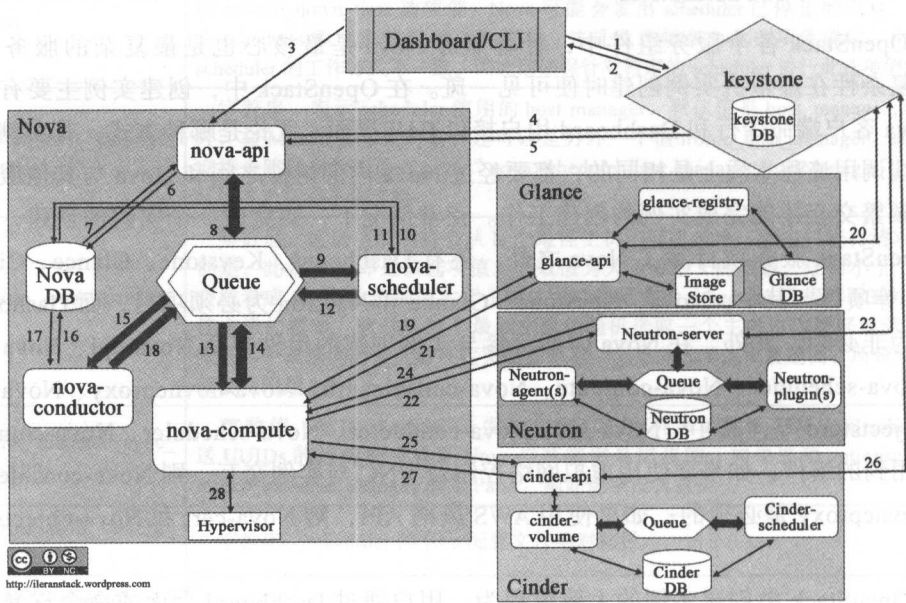 Dashboard/CLI
3
2
keystone
keystone
DB
Nova
nova-api
4
5
6
7
8
11
10
Nova
DB
Queue
9
12
nova-
scheduler
17
16
15
18
13
14
nova-
conductor
nova-compute
28
Hypervisor
19
21
24
22
25
27
Glance
glance-registry
glance-api
20
Image
Store
Glance
DB
Neutron-server
23
Neutron-
agent(s)
Queue
Neutron-
plugin(s)
Neutron
DB
Neutron
26
cinder-api
cinder-
volume
Queue
Cinder-
scheduler
Cinder
DB
Cinder
cc
BY NC
http://ileranstack.wordpress.com